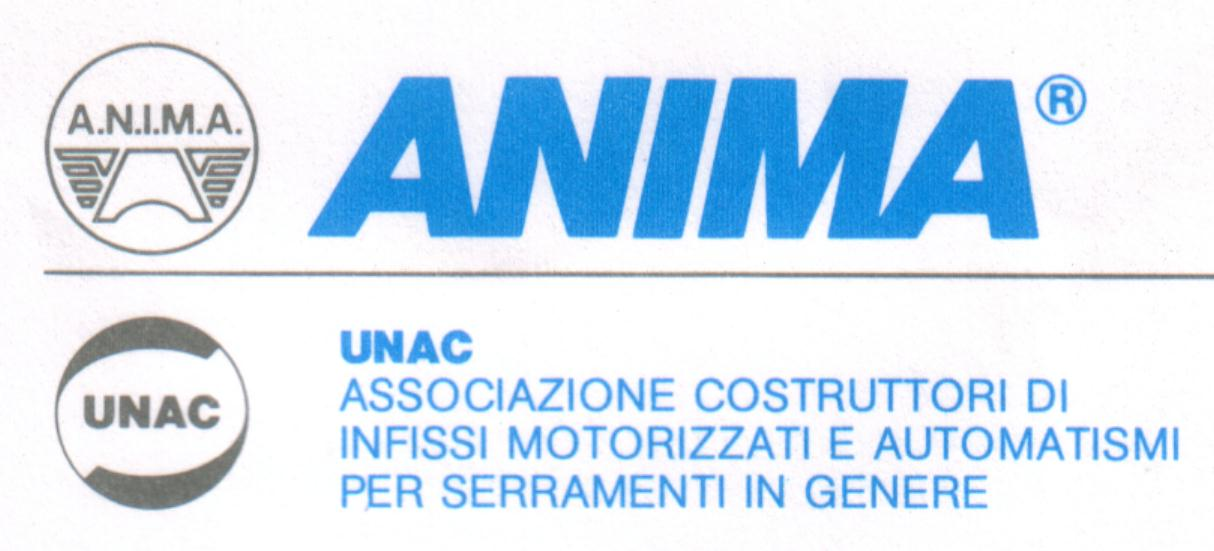 A.N.I.M.A.
ANIMA®
UNAC
UNAC
ASSOCIAZIONE COSTRUTTORI DI
INFISSI MOTORIZZATI E AUTOMATISMI
PER SERRAMENTI IN GENERE